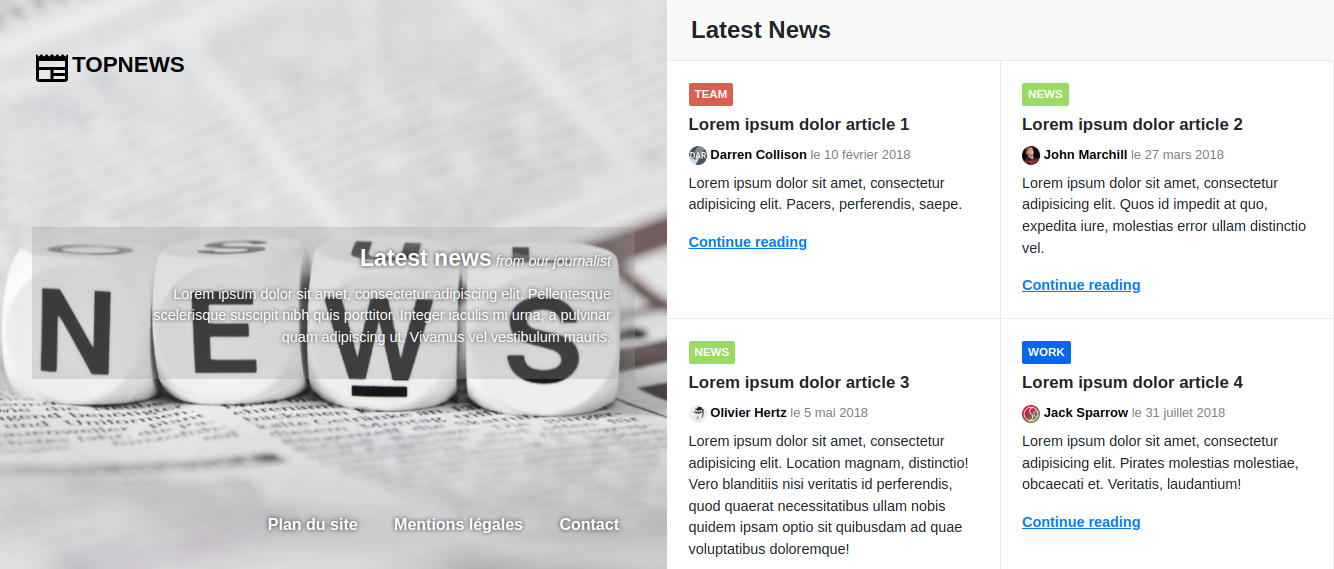 TOPNEWS
Latest news from our journalist
Lorem ipsum dolor sit amet, consectetur adipiscing elit. Pellentesque
scelerisque suscipit nibh quis porttitor. Integer iaculis mi urna, a pulvinar
quam adipiscing ut. Vivamus vel vestibulum mauris.
N E W S
Plan du site Mentions légales Contact
Latest News
TEAM
Lorem ipsum dolor article 1
Darren Collison le 10 février 2018
Lorem ipsum dolor sit amet, consectetur
adipisicing elit. Pacers, perferendis, saepe.
Continue reading
NEWS
Lorem ipsum dolor article 2
John Marchill le 27 mars 2018
Lorem ipsum dolor sit amet, consectetur
adipisicing elit. Quos id impedit at quo,
expedita iure, molestias error ullam distinctio
vel.
Continue reading
NEWS
Lorem ipsum dolor article 3
Olivier Hertz le 5 mai 2018
Lorem ipsum dolor sit amet, consectetur
adipisicing elit. Location magnam, distinctio!
Vero blanditiis nisi veritatis id perferendis,
quod quaerat necessitatibus ullam nobis
quidem ipsam optio sit quibusdam ad quae
voluptatibus doloremque!
WORK
Lorem ipsum dolor article 4
Jack Sparrow le 31 juillet 2018
Lorem ipsum dolor sit amet, consectetur
adipisicing elit. Pirates molestias molestiae,
obcaecati et. Veritatis, laudantium!
Continue reading